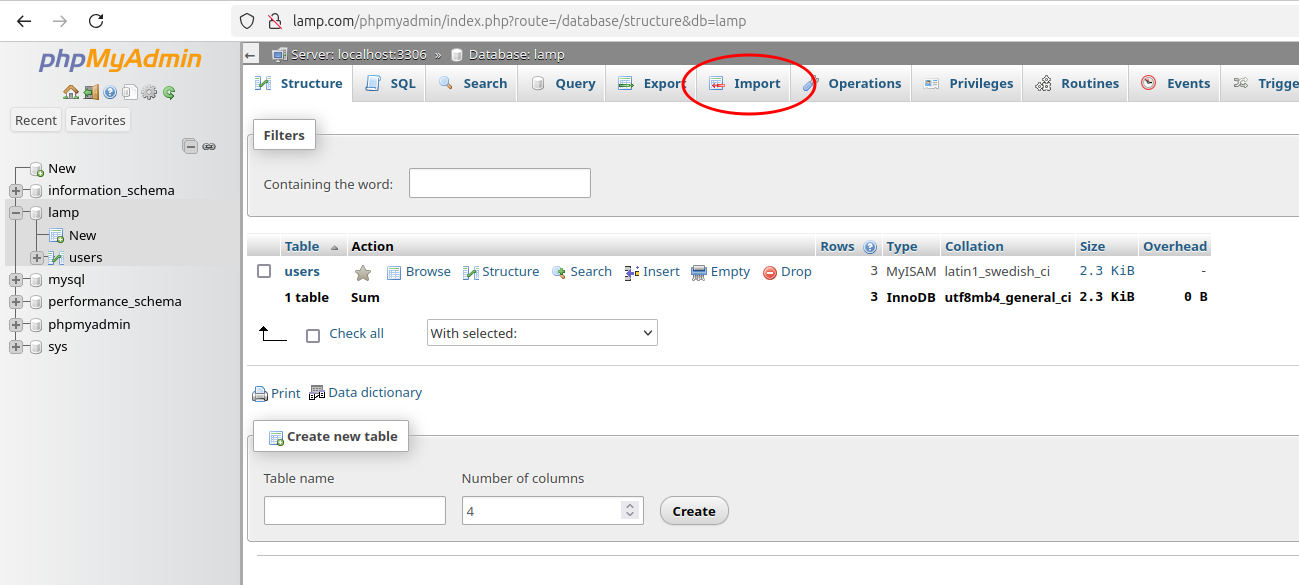 lamp.com/phpmyadmin/index.php?route=/database/structure&db=lamp
phpMyAdmin
Recent Favorites
New
information_schema
lamp
New
users
mysql
performance_schema
phpmyadmin
sys
Server: localhost:3306 » Database: lamp
Structure SQL Search Query Export Import Operations Privileges Routines Events Trigge
Filters
Containing the word:
Table Action Rows Type Collation Size Overhead
users Browse Structure Search Insert Empty Drop 3 MyISAM latin1_swedish_ci 2.3 KiB -
1 table Sum 3 InnoDB utf8mb4_general_ci 2.3 KiB 0 B
Check all With selected:
Print Data dictionary
Create new table
Table name Number of columns
4 Create